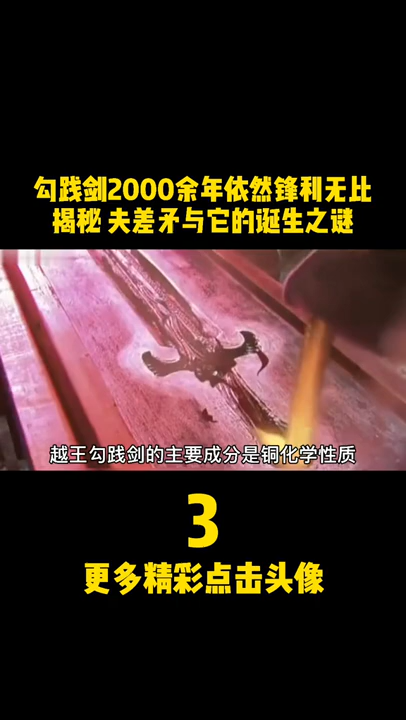 勾践剑2000余年依然锋利无比
揭秘 夫差矛与它的诞生之谜
越王勾践剑的主要成分是铜化学性质
3
更多精彩点击头像